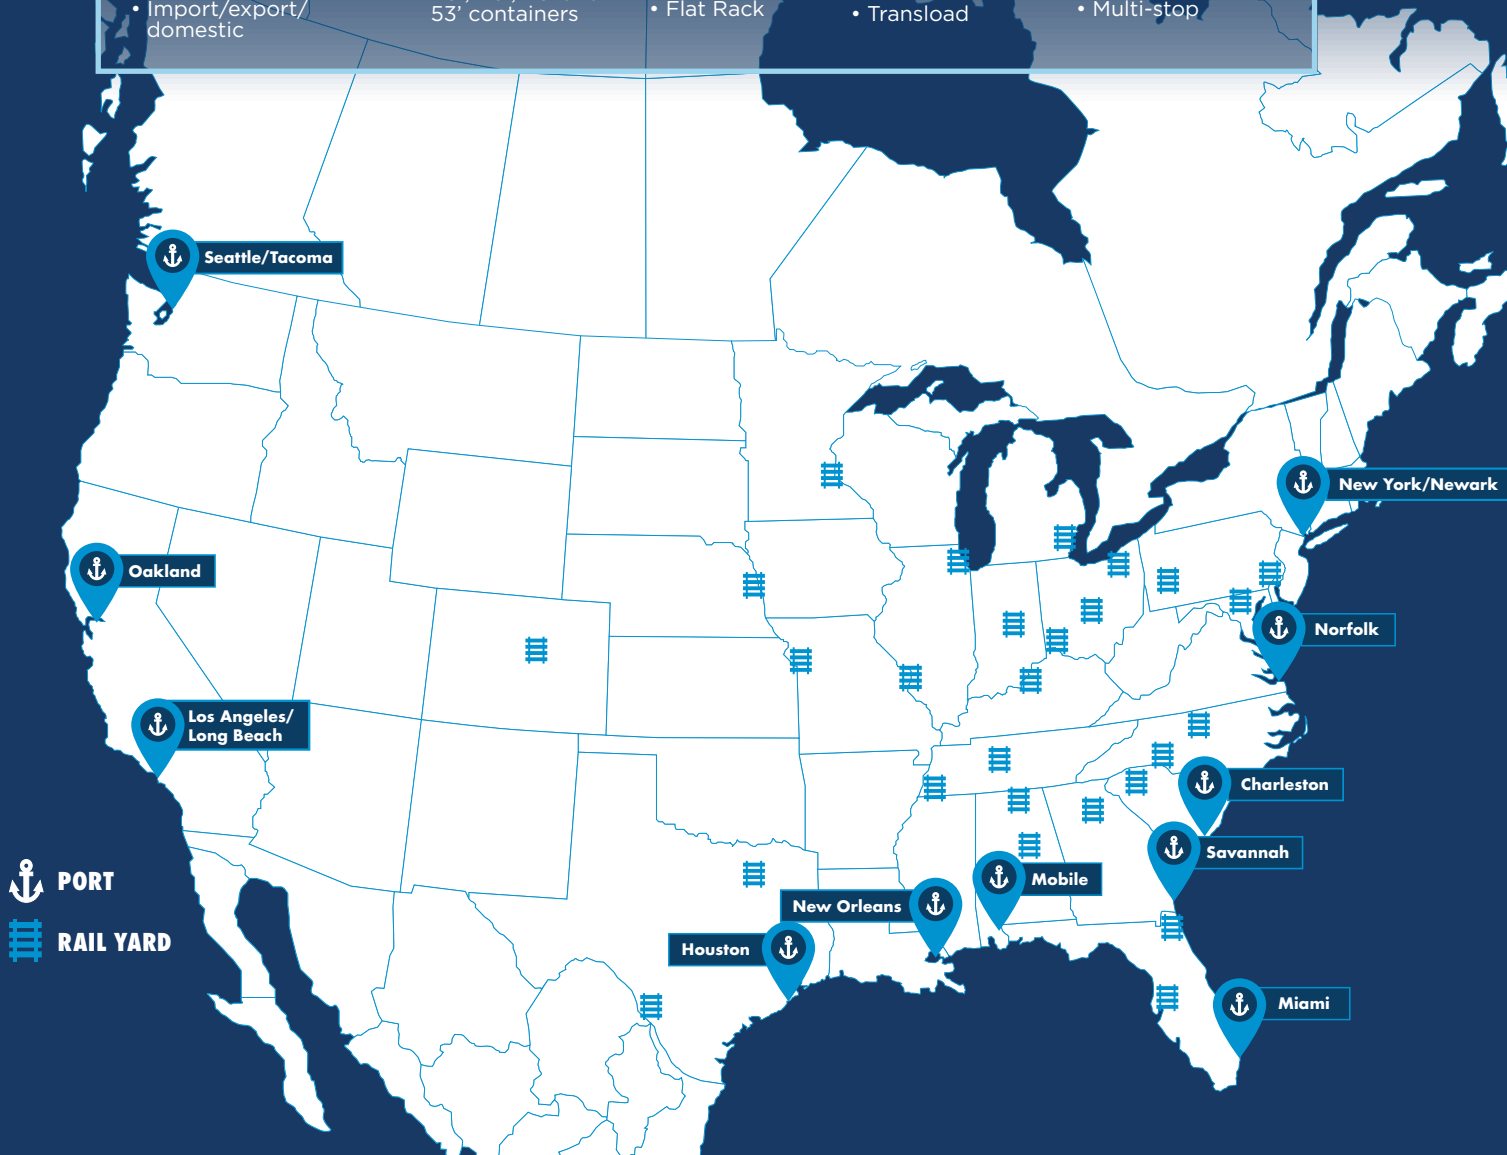 • Import/export/
domestic
53’ containers
• Flat Rack
• Transload
• Multi-stop
Seattle/Tacoma
New York/Newark
Oakland
Norfolk
Los Angeles/
Long Beach
Charleston
Savannah
PORT
Mobile
New Orleans
RAIL YARD
Houston
Miami